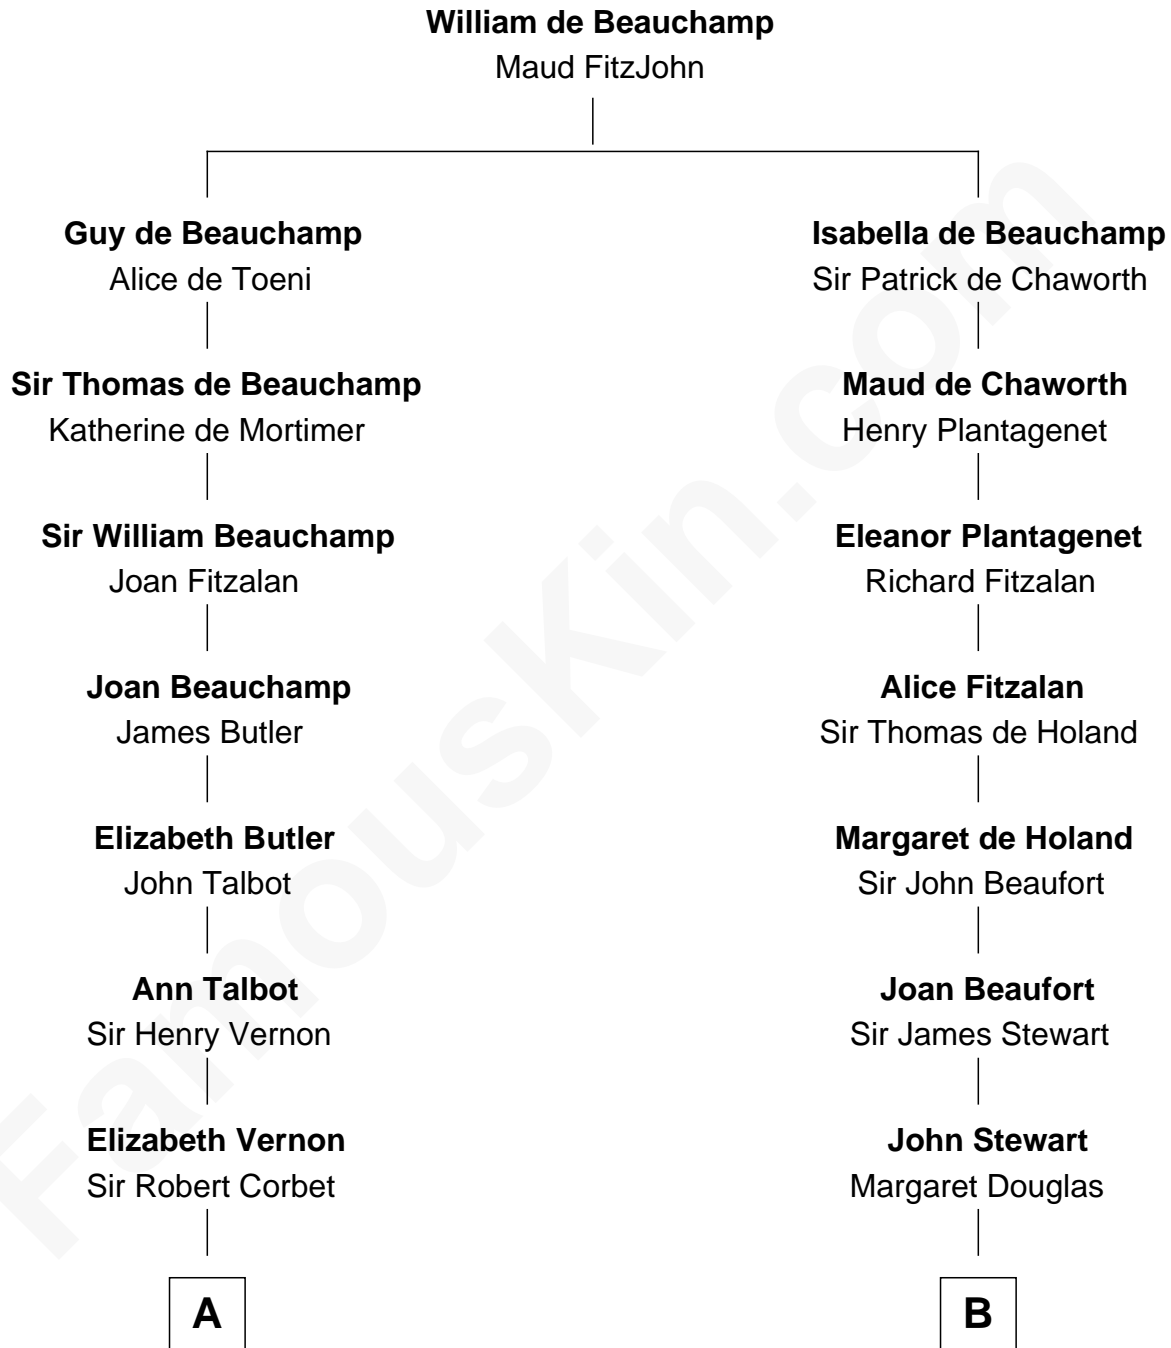 William de Beauchamp
Maud FitzJohn
Guy de Beauchamp
Alice de Toeni
Isabella de Beauchamp
Sir Patrick de Chaworth
Sir Thomas de Beauchamp
Katherine de Mortimer
Maud de Chaworth
Henry Plantagenet
Sir William Beauchamp
Joan Fitzalan
Eleanor Plantagenet
Richard Fitzalan
Joan Beauchamp
James Butler
Alice Fitzalan
Sir Thomas de Holand
Elizabeth Butler
John Talbot
Margaret de Holand
Sir John Beaufort
Ann Talbot
Sir Henry Vernon
Joan Beaufort
Sir James Stewart
Elizabeth Vernon
Sir Robert Corbet
John Stewart
Margaret Douglas
A
B
FamousKin.com